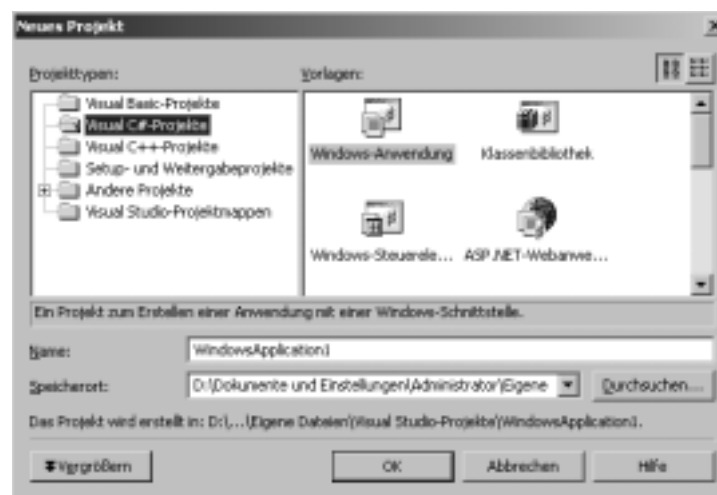 Neues Projekt
Projekttypen:
Vorlagen:
Visual Basic-Projekte
Visual C#-Projekte
Visual C++-Projekte
Setup- und Weitergabeprojekte
Andere Projekte
Visual Studio-Projektmappen
Windows-Anwendung
Klassenbibliothek
Windows-Steuerele...
ASP.NET-Webanwe...
Ein Projekt zum Erstellen einer Anwendung mit einer Windows-Schnittstelle.
Name:
WindowsApplication1
Speicherort:
D:\Dokumente und Einstellungen\Administrator\Eigene
Durchsuchen...
Das Projekt wird erstellt in: D:\...\Eigene Dateien\Visual Studio-Projekte\WindowsApplication1.
Vergrößern
OK
Abbrechen
Hilfe